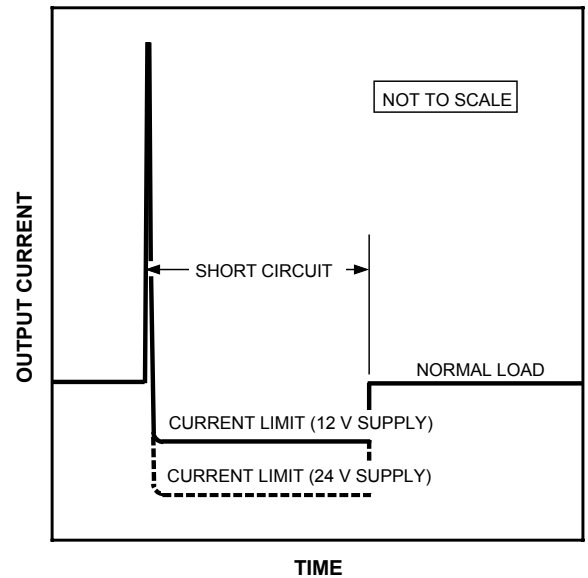 NOT TO SCALE
OUTPUT CURRENT
SHORT CIRCUIT
NORMAL LOAD
CURRENT LIMIT (12 V SUPPLY)
CURRENT LIMIT (24 V SUPPLY)
TIME